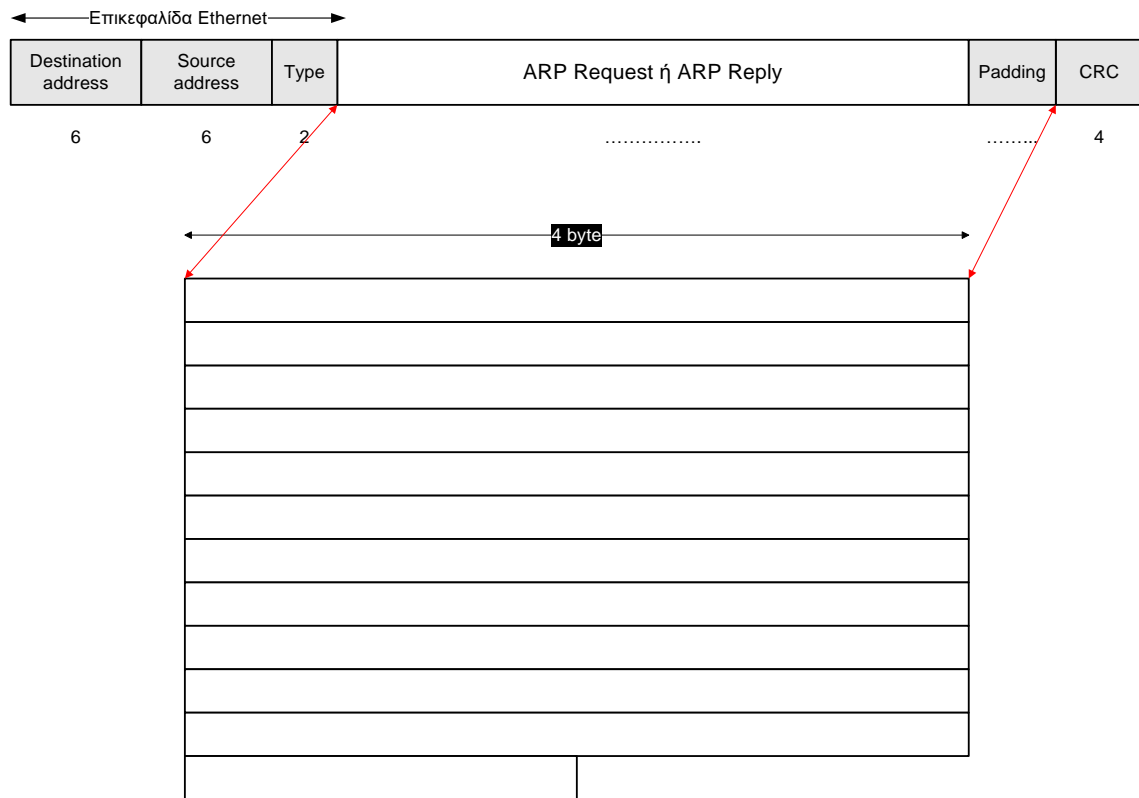 Επικεφαλίδα Ethernet
Destination address
Source address
Type
ARP Request ή ARP Reply
Padding
CRC
6
6
2
…………….
……...
4
4 byte